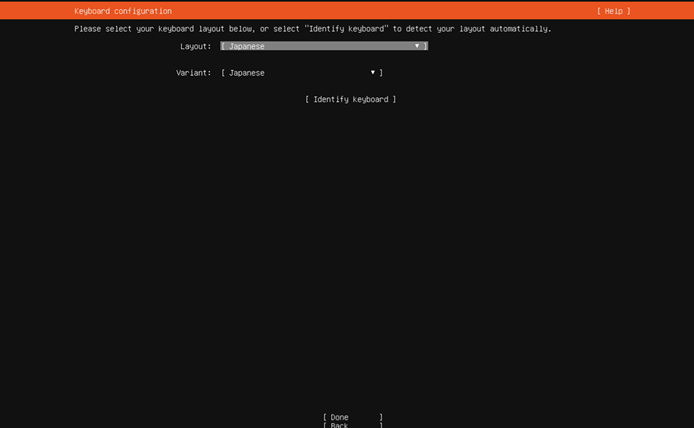 Keyboard configuration [ Help ]
Please select your keyboard layout below, or select "Identify keyboard" to detect your layout automatically.
Layout: [ Japanese ▼ ]
Variant: [ Japanese ▼ ]
[ Identify keyboard ]
[ Done ]
[ Back ]